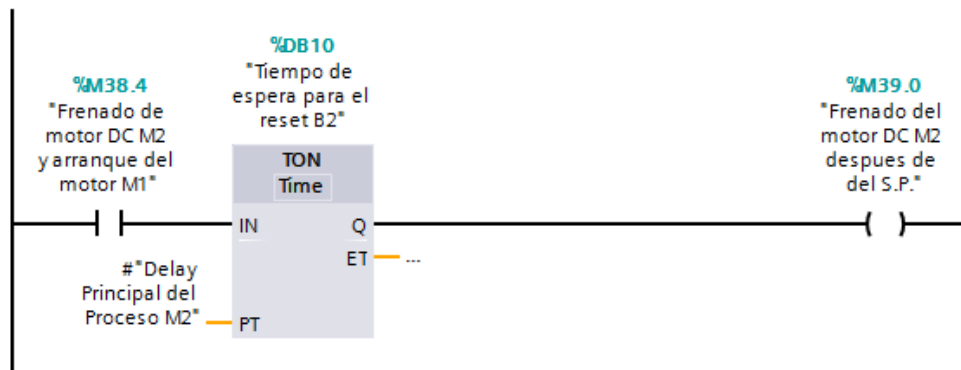 %DB10
"Tiempo de
espera para el
reset B2"
%M38.4
"Frenado de
motor DC M2
y arranque del
motor M1"
TON
Time
IN
Q
ET
...
#"Delay
Principal del
Proceso M2"
PT
%M39.0
"Frenado del
motor DC M2
despues de
del S.P."